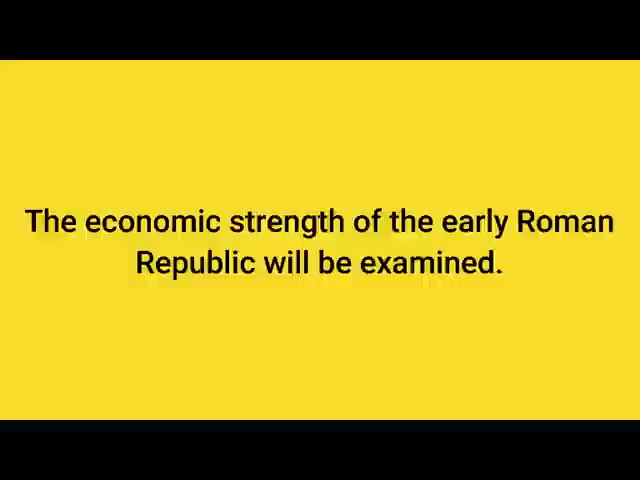 The economic strength of the early Roman
Republic will be examined.